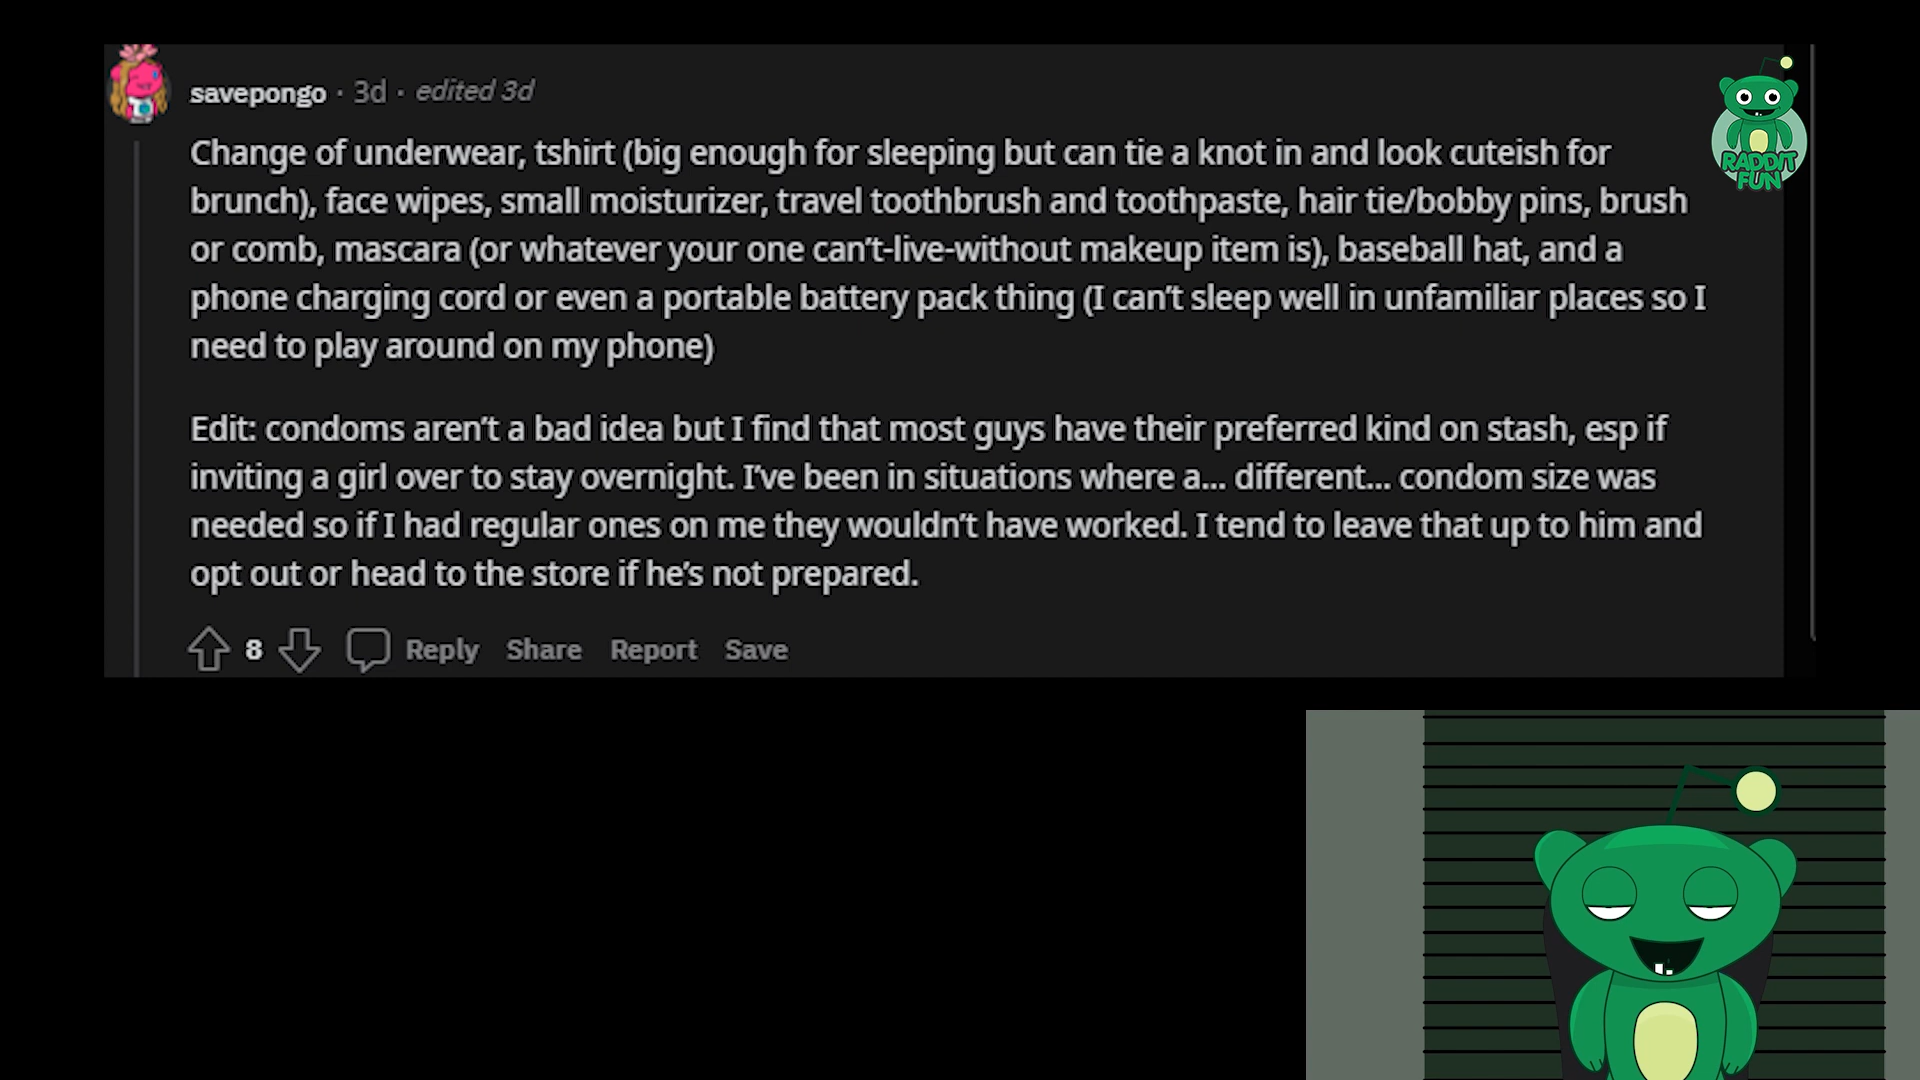 savepongo · 3d · edited 3d
Change of underwear, tshirt (big enough for sleeping but can tie a knot in and look cuteish for
brunch), face wipes, small moisturizer, travel toothbrush and toothpaste, hair tie/bobby pins, brush
or comb, mascara (or whatever your one can't-live-without makeup item is), baseball hat, and a
phone charging cord or even a portable battery pack thing (I can't sleep well in unfamiliar places so I
need to play around on my phone)
Edit: condoms aren't a bad idea but I find that most guys have their preferred kind on stash, esp if
inviting a girl over to stay overnight. I've been in situations where a... different... condom size was
needed so if I had regular ones on me they wouldn't have worked. I tend to leave that up to him and
opt out or head to the store if he's not prepared.
8 Reply Share Report Save
RADDIT
FUN